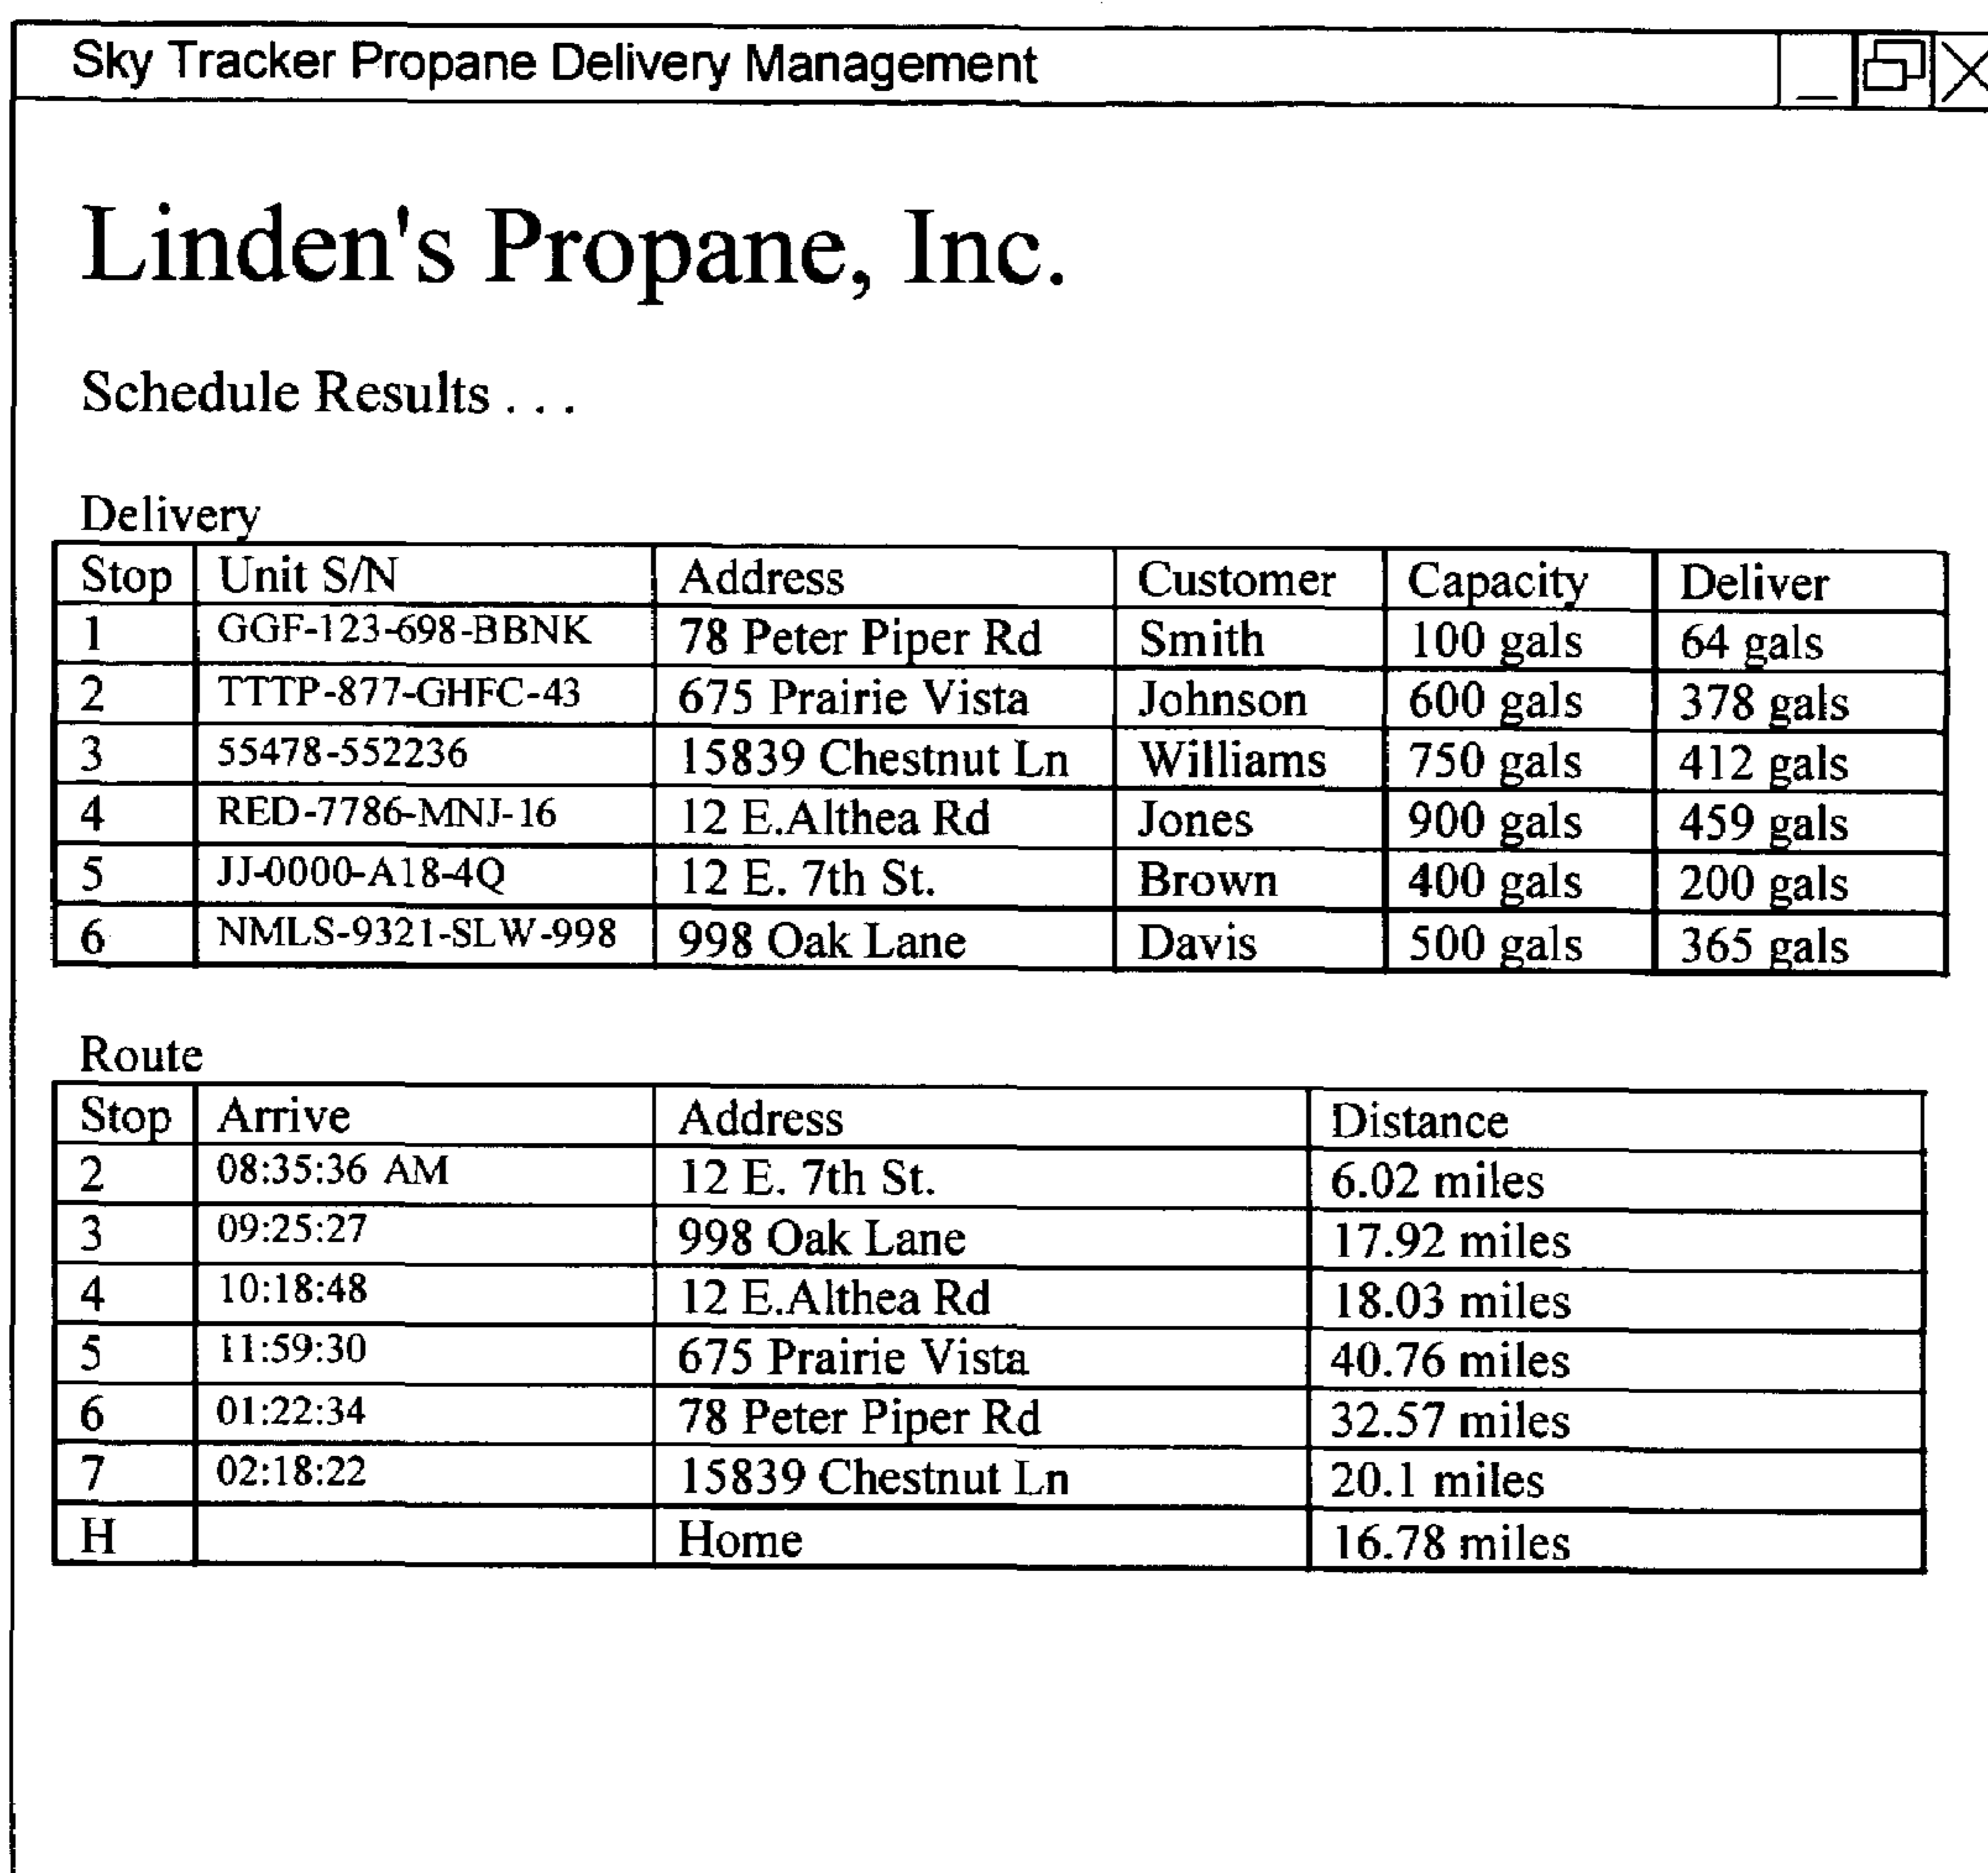 Sky Tracker Propane Delivery Management
Linden's Propane, Inc.
Schedule Results . . .
Delivery
Stop Unit S/N Address Customer Capacity Deliver
1 GGF-123-698-BBNK 78 Peter Piper Rd Smith 100 gals 64 gals
2 TTTP-877-GHFC-43 675 Prairie Vista Johnson 600 gals 378 gals
3 55478-552236 15839 Chestnut Ln Williams 750 gals 412 gals
4 RED-7786-MNJ-16 12 E.Althea Rd Jones 900 gals 459 gals
5 JJ-0000-A18-4Q 12 E. 7th St. Brown 400 gals 200 gals
6 NMLS-9321-SLW-998 998 Oak Lane Davis 500 gals 365 gals
Route
Stop Arrive Address Distance
2 08:35:36 AM 12 E. 7th St. 6.02 miles
3 09:25:27 998 Oak Lane 17.92 miles
4 10:18:48 12 E.Althea Rd 18.03 miles
5 11:59:30 675 Prairie Vista 40.76 miles
6 01:22:34 78 Peter Piper Rd 32.57 miles
7 02:18:22 15839 Chestnut Ln 20.1 miles
H Home 16.78 miles